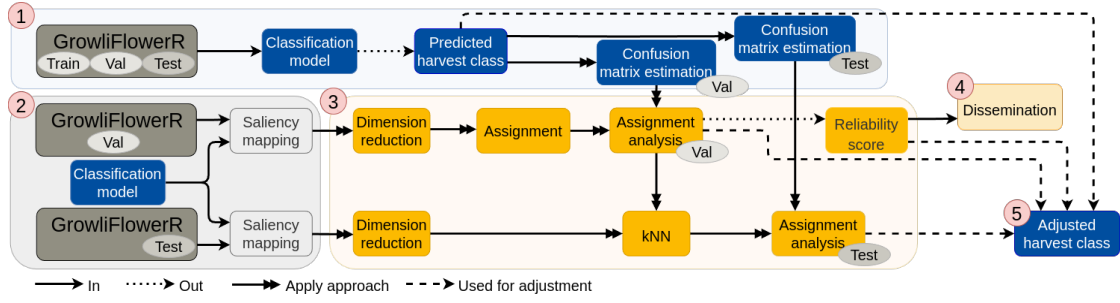 1
GrowliFlowerR
Train
Val
Test
Classification
model
Predicted
harvest class
Confusion
matrix estimation
Val
Confusion
matrix estimation
Test
2
GrowliFlowerR
Val
Saliency
mapping
Classification
model
GrowliFlowerR
Test
Saliency
mapping
3
Dimension
reduction
Assignment
Assignment
analysis
Val
Reliability
score
Dimension
reduction
kNN
Assignment
analysis
Test
4
Dissemination
5
Adjusted
harvest class
In
Out
Apply approach
Used for adjustment